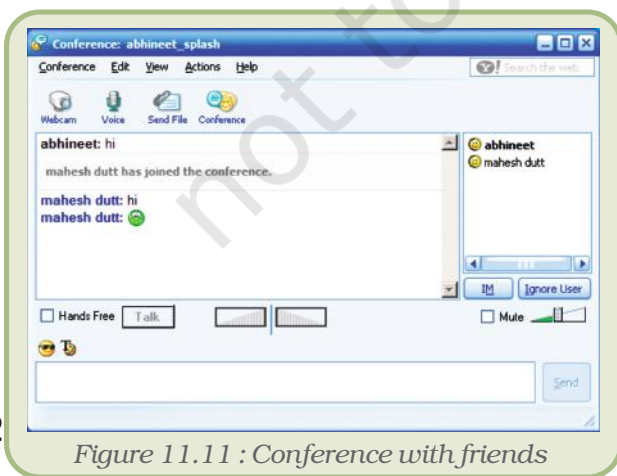 not to
Conference: abhineet_splash
Conference Edit View Actions Help
Y! Search the web
Webcam Voice Send File Conference
abhineet: hi
mahesh dutt has joined the conference.
mahesh dutt: hi
mahesh dutt:
abhineet
mahesh dutt
IM Ignore User
Hands Free Talk
Mute
Send
Figure 11.11 : Conference with friends